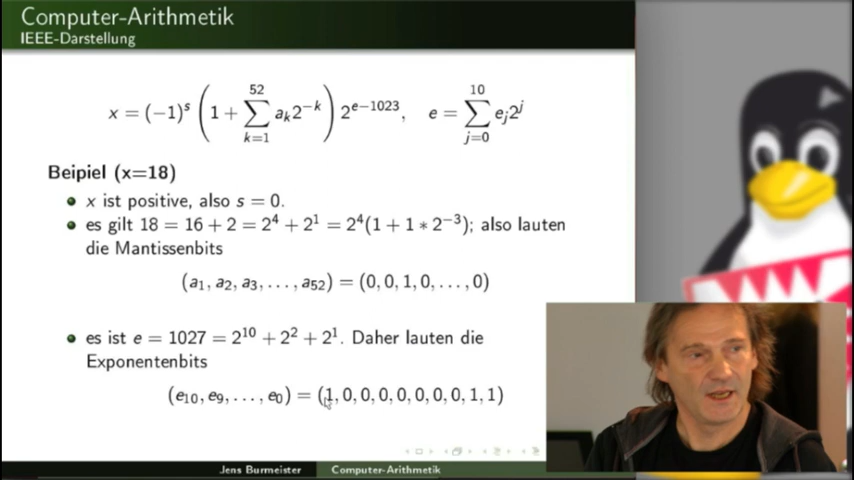 Computer-Arithmetik
IEEE-Darstellung
x = (−1)^s (1 + ∑_{k=1}^{52} a_k 2^{−k}) 2^{e−1023}, e = ∑_{j=0}^{10} e_j 2^j
Beipiel (x=18)
x ist positive, also s = 0.
es gilt 18 = 16 + 2 = 2^4 + 2^1 = 2^4(1 + 1 ∗ 2^{−3}); also lauten
die Mantissenbits
(a_1, a_2, a_3, . . . , a_52) = (0, 0, 1, 0, . . . , 0)
es ist e = 1027 = 2^{10} + 2^2 + 2^1. Daher lauten die
Exponentenbits
(e_10, e_9, . . . , e_0) = (1, 0, 0, 0, 0, 0, 0, 0, 1, 1)
Jens Burmeister Computer-Arithmetik